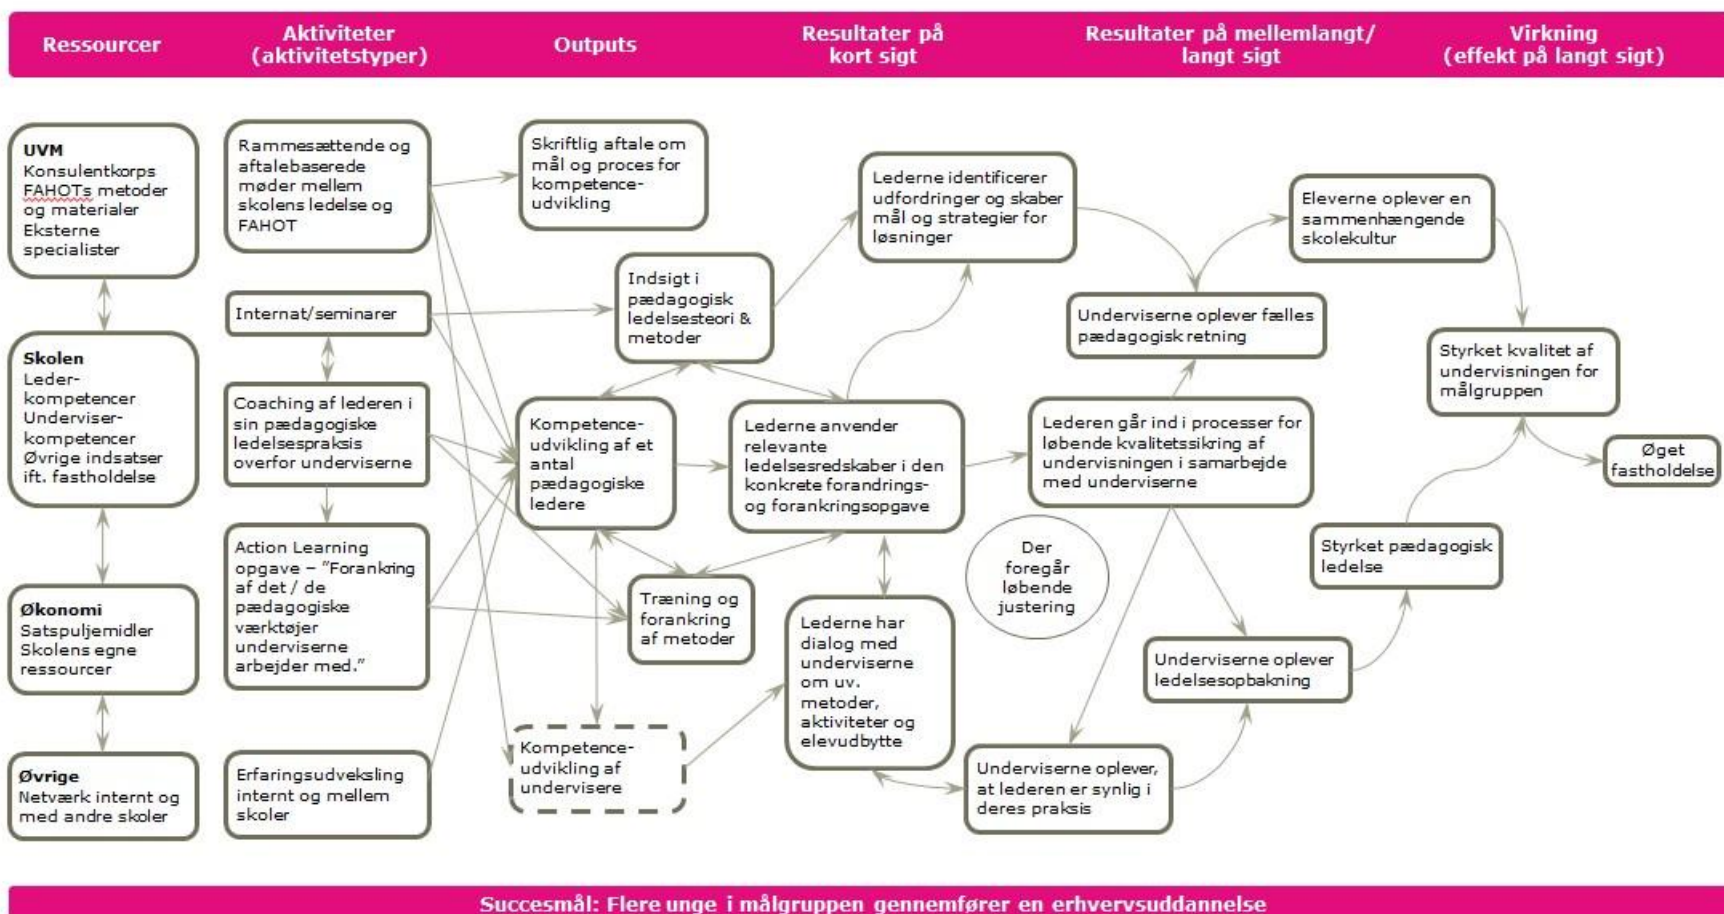 Ressourcer
Aktiviteter
(aktivitetstyper)
Outputs
Resultater på
kort sigt
Resultater på mellemlangt/
langt sigt
Virkning
(effekt på langt sigt)
UVM
Konsulentkorps
FAHOTs metoder
og materialer
Eksterne
specialister
Skolen
Leder-
kompetencer
Underviser-
kompetencer
Øvrige indsatser
ift. fastholdelse
Økonomi
Satspuljemidler
Skolens egne
ressourcer
Øvrige
Netværk internt og
med andre skoler
Rammesættende og
aftalebaserede
møder mellem
skolens ledelse og
FAHOT
Internat/seminarer
Coaching af lederen i
sin pædagogiske
ledelsespraksis
overfor underviserne
Action Learning
opgave – "Forankring
af det / de
pædagogiske
værktøjer
underviserne
arbejder med."
Erfaringsudveksling
internt og mellem
skoler
Skriftlig aftale om
mål og proces for
kompetence-
udvikling
Indsigt i
pædagogisk
ledelsesteori &
metoder
Kompetence-
udvikling af et
antal
pædagogiske
ledere
Træning og
forankring
af metoder
Kompetence-
udvikling af
undervisere
Lederne identificerer
udfordringer og skaber
mål og strategier for
løsninger
Lederne anvender
relevante
ledelsesredskaber i den
konkrete forandrings-
og forankringsopgave
Lederne har
dialog med
underviserne
om uv.
metoder,
aktiviteter og
elevudbytte
Underviserne oplever fælles
pædagogisk retning
Lederen går ind i processer for
løbende kvalitetssikring af
undervisningen i samarbejde
med underviserne
Der
foregår
løbende
justering
Underviserne oplever
ledelsesopbakning
Underviserne oplever,
at lederen er synlig i
deres praksis
Eleverne oplever en
sammenhængende
skolekultur
Styrket kvalitet af
undervisningen for
målgruppen
Øget
fastholdelse
Styrket pædagogisk
ledelse
Succesmål: Flere unge i målgruppen gennemfører en erhvervsuddannelse